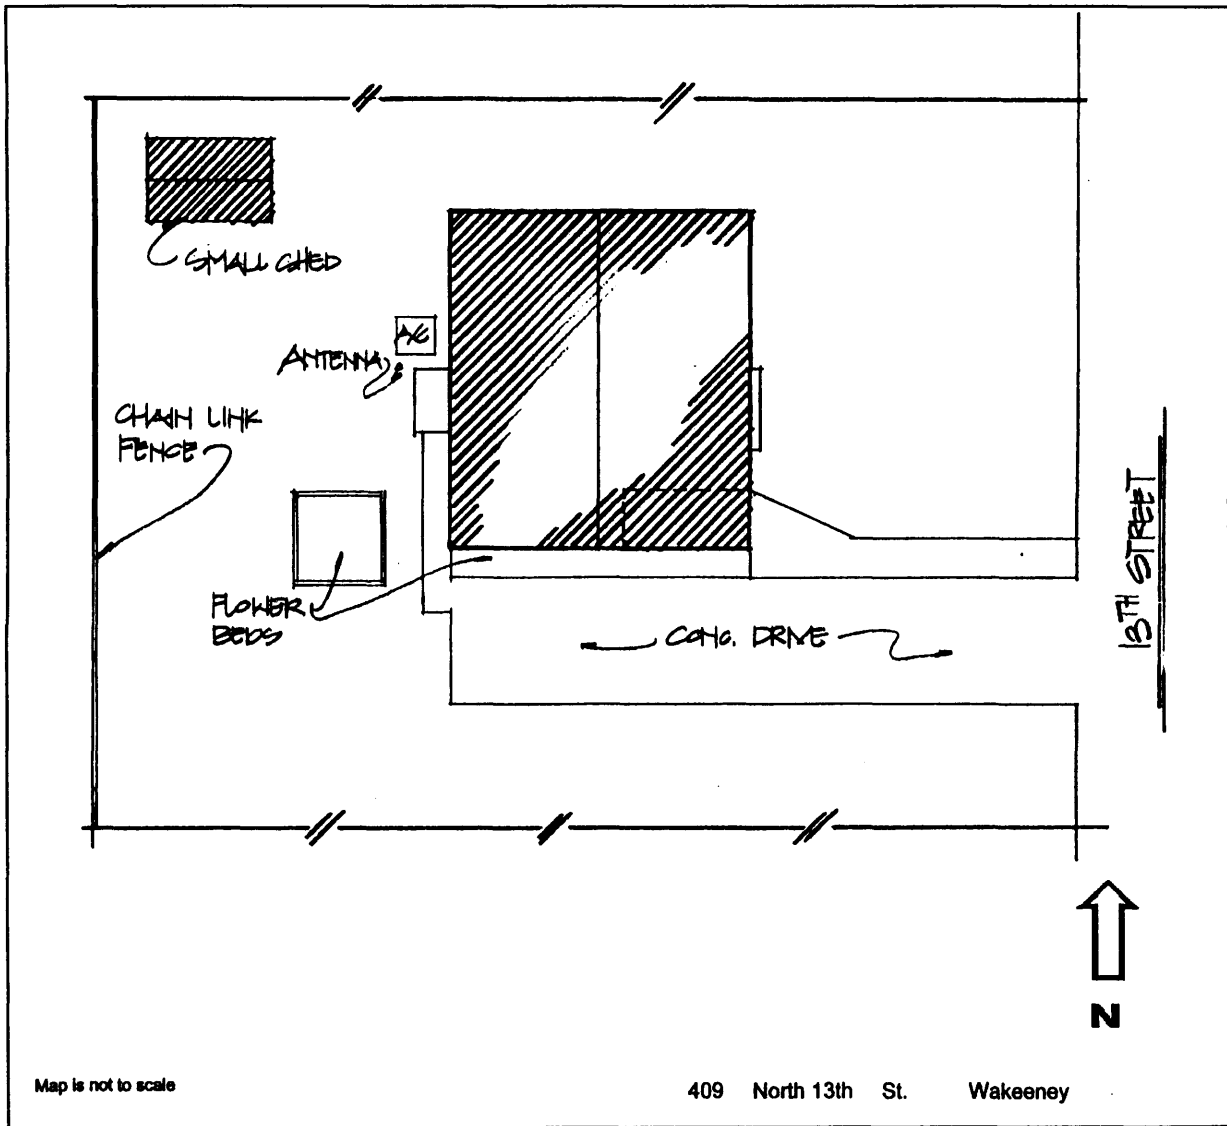 SMALL SHED
A/C
ANTENNA
CHAIN LINK
FENCE
FLOWER
BEDS
CONC. DRIVE
13TH STREET
N
Map is not to scale
409 North 13th St. Wakeeney